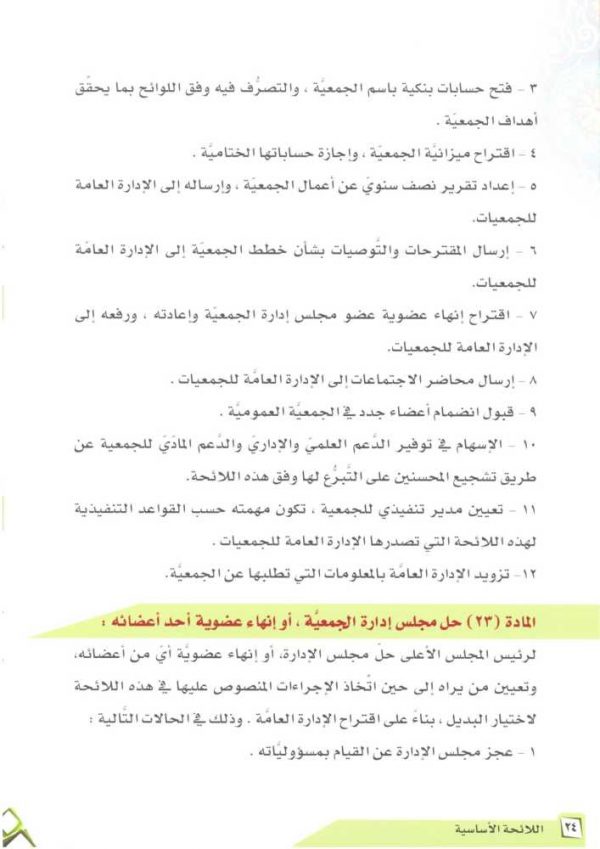 ٣ - فتح حسابات بنكية باسم الجمعيَّة ، والتصرُّف فيه وفق اللوائح بما يحقِّق
أهداف الجمعيَّة .
٤ - اقتراح ميزانيَّة الجمعيَّة ، وإجازة حساباتها الختاميَّة .
٥ - إعداد تقرير نصف سنويّ عن أعمال الجمعيَّة ، وإرساله إلى الإدارة العامة
للجمعيات.
٦ - إرسال المقترحات والتَّوصيات بشأن خطط الجمعيَّة إلى الإدارة العامَّة
للجمعيات.
٧ - اقتراح إنهاء عضوية عضو مجلس إدارة الجمعيَّة وإعادته ، ورفعه إلى
الإدارة العامة للجمعيات.
٨ - إرسال محاضر الاجتماعات إلى الإدارة العامَّة للجمعيات .
٩ - قبول انضمام أعضاء جدد في الجمعيَّة العموميَّة .
١٠ - الإسهام في توفير الدَّعم العلميّ والإداريّ والدَّعم المادّيّ للجمعية عن
طريق تشجيع المحسنين على التَّبرُّع لها وفق هذه اللائحة.
١١ - تعيين مدير تنفيذي للجمعية ، تكون مهمته حسب القواعد التنفيذية
لهذه اللائحة التي تصدرها الإدارة العامة للجمعيات .
١٢- تزويد الإدارة العامَّة بالمعلومات التي تطلبها عن الجمعيَّة.
المادة (٢٣) حل مجلس إدارة الجمعيَّة ، أو إنهاء عضوية أحد أعضائه :
لرئيس المجلس الأعلى حلّ مجلس الإدارة، أو إنهاء عضويَّة أيّ من أعضائه،
وتعيين من يراه إلى حين اتِّخاذ الإجراءات المنصوص عليها في هذه اللائحة
لاختيار البديل ، بناءً على اقتراح الإدارة العامَّة . وذلك في الحالات التَّالية :
١ - عجز مجلس الإدارة عن القيام بمسؤوليَّاته .
٢٤ اللائحة الأساسية